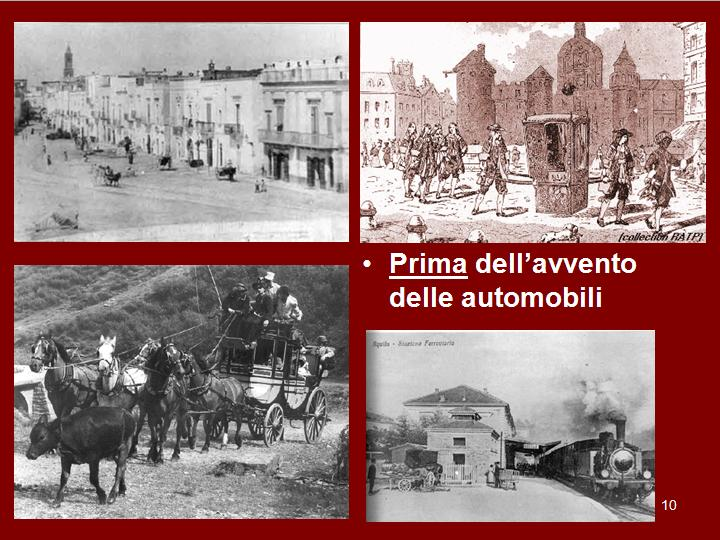 (collection RATP)
• Prima dell’avvento
delle automobili
Aquila - Stazione Ferroviaria
10